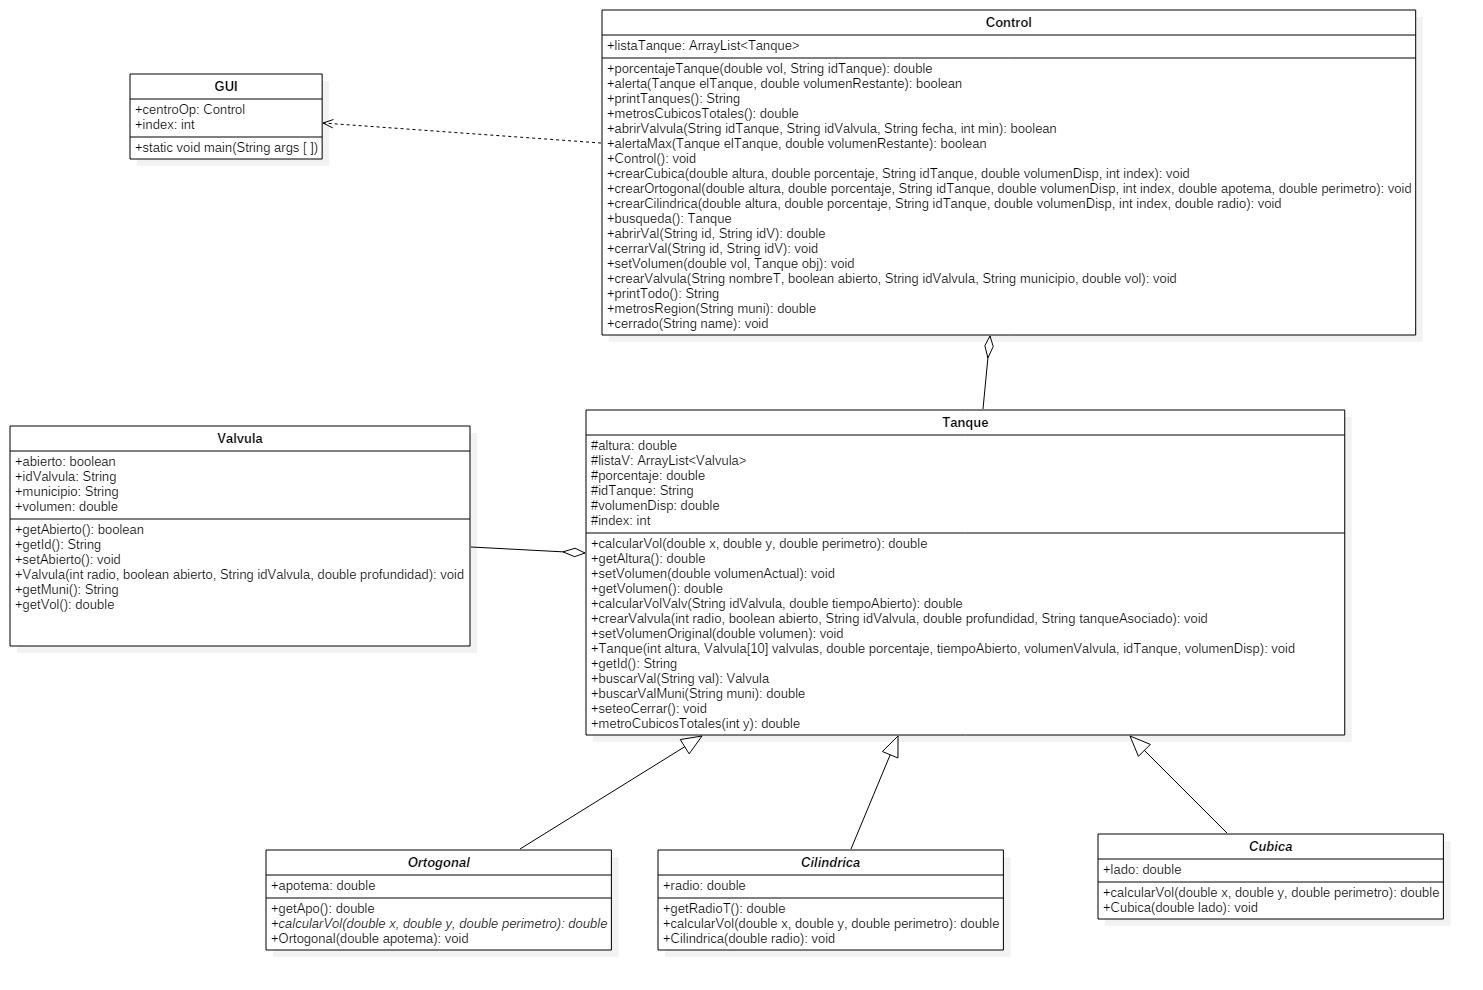 Control
+listaTanque: ArrayList<Tanque>
+porcentajeTanque(double vol, String idTanque): double
+alerta(Tanque elTanque, double volumenRestante): boolean
+printTanques(): String
+metrosCubicosTotales(): double
+abrirValvula(String idTanque, String idValvula, String fecha, int min): boolean
+alertaMax(Tanque elTanque, double volumenRestante): boolean
+Control(): void
+crearCubica(double altura, double porcentaje, String idTanque, double volumenDisp, int index): void
+crearOrtogonal(double altura, double porcentaje, String idTanque, double volumenDisp, int index, double apotema, double perimetro): void
+crearCilindrica(double altura, double porcentaje, String idTanque, double volumenDisp, int index, double radio): void
+busqueda(): Tanque
+abrirVal(String id, String idV): double
+cerrarVal(String id, String idV): void
+setVolumen(double vol, Tanque obj): void
+crearValvula(String nombreT, boolean abierto, String idValvula, String municipio, double vol): void
+printTodo(): String
+metrosRegion(String muni): double
+cerrado(String name): void
GUI
+centroOp: Control
+index: int
+static void main(String args [ ])
Valvula
+abierto: boolean
+idValvula: String
+municipio: String
+volumen: double
+getAbierto(): boolean
+getId(): String
+setAbierto(): void
+Valvula(int radio, boolean abierto, String idValvula, double profundidad): void
+getMuni(): String
+getVol(): double
Tanque
#altura: double
#listaV: ArrayList<Valvula>
#porcentaje: double
#idTanque: String
#volumenDisp: double
#index: int
+calcularVol(double x, double y, double perimetro): double
+getAltura(): double
+setVolumen(double volumenActual): void
+getVolumen(): double
+calcularVolValv(String idValvula, double tiempoAbierto): double
+crearValvula(int radio, boolean abierto, String idValvula, double profundidad, String tanqueAsociado): void
+setVolumenOriginal(double volumen): void
+Tanque(int altura, Valvula[10] valvulas, double porcentaje, tiempoAbierto, volumenValvula, idTanque, volumenDisp): void
+getId(): String
+buscarVal(String val): Valvula
+buscarValMuni(String muni): double
+seteoCerrar(): void
+metroCubicosTotales(int y): double
Ortogonal
+apotema: double
+getApo(): double
+calcularVol(double x, double y, double perimetro): double
+Ortogonal(double apotema): void
Cilindrica
+radio: double
+getRadioT(): double
+calcularVol(double x, double y, double perimetro): double
+Cilindrica(double radio): void
Cubica
+lado: double
+calcularVol(double x, double y, double perimetro): double
+Cubica(double lado): void